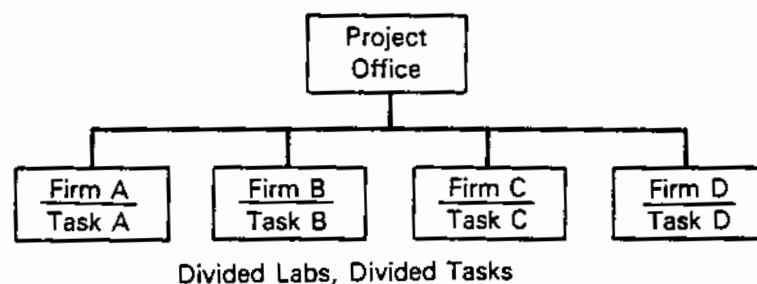 Project
Office
Firm A
Task A
Firm B
Task B
Firm C
Task C
Firm D
Task D
Divided Labs, Divided Tasks